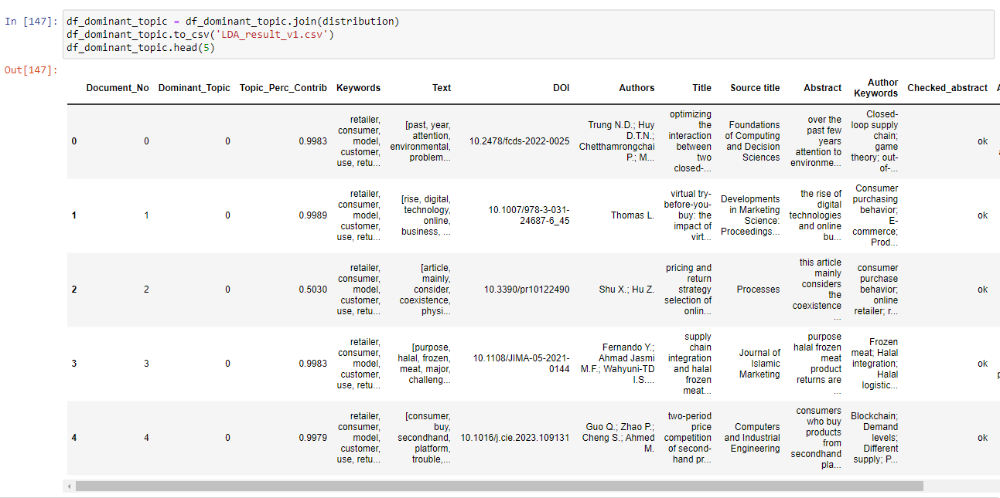 In [147]: df_dominant_topic = df_dominant_topic.join(distribution)
df_dominant_topic.to_csv('LDA_result_v1.csv')
df_dominant_topic.head(5)
Out[147]:
Document_No Dominant_Topic Topic_Perc_Contrib Keywords Text DOI Authors Title Source title Abstract Author Keywords Checked_abstract A
0 0 0 0.9983 retailer, consumer, model, customer, use, retu... [past, year, attention, environmental, problem... 10.2478/fcds-2022-0025 Trung N.D.; Huy D.T.N.; Chetthamrongchai P.; M... optimizing the interaction between two closed-... Foundations of Computing and Decision Sciences over the past few years attention to environme... Closed-loop supply chain; game theory; out-of-... ok
1 1 0 0.9989 retailer, consumer, model, customer, use, retu... [rise, digital, technology, online, business, ... 10.1007/978-3-031-24687-6_45 Thomas L. virtual try-before-you-buy: the impact of virt... Developments in Marketing Science: Proceedings... the rise of digital technologies and online bu... Consumer purchasing behavior; E-commerce; Prod... ok
2 2 0 0.5030 retailer, consumer, model, customer, use, retu... [article, mainly, consider, coexistence, physi... 10.3390/pr10122490 Shu X.; Hu Z. pricing and return strategy selection of onlin... Processes this article mainly considers the coexistence ... consumer purchase behavior; online retailer; r... ok
3 3 0 0.9983 retailer, consumer, model, customer, use, retu... [purpose, halal, frozen, meat, major, challeng... 10.1108/JIMA-05-2021-0144 Fernando Y.; Ahmad Jasmi M.F.; Wahyuni-TD I.S.... supply chain integration and halal frozen meat... Journal of Islamic Marketing purpose halal frozen meat product returns are ... Frozen meat; Halal integration; Halal logistic... ok
4 4 0 0.9979 retailer, consumer, model, customer, use, retu... [consumer, buy, secondhand, platform, trouble,... 10.1016/j.cie.2023.109131 Guo Q.; Zhao P.; Cheng S.; Ahmed M. two-period price competition of second-hand pr... Computers and Industrial Engineering consumers who buy products from secondhand pla... Blockchain; Demand levels; Different supply; P... ok